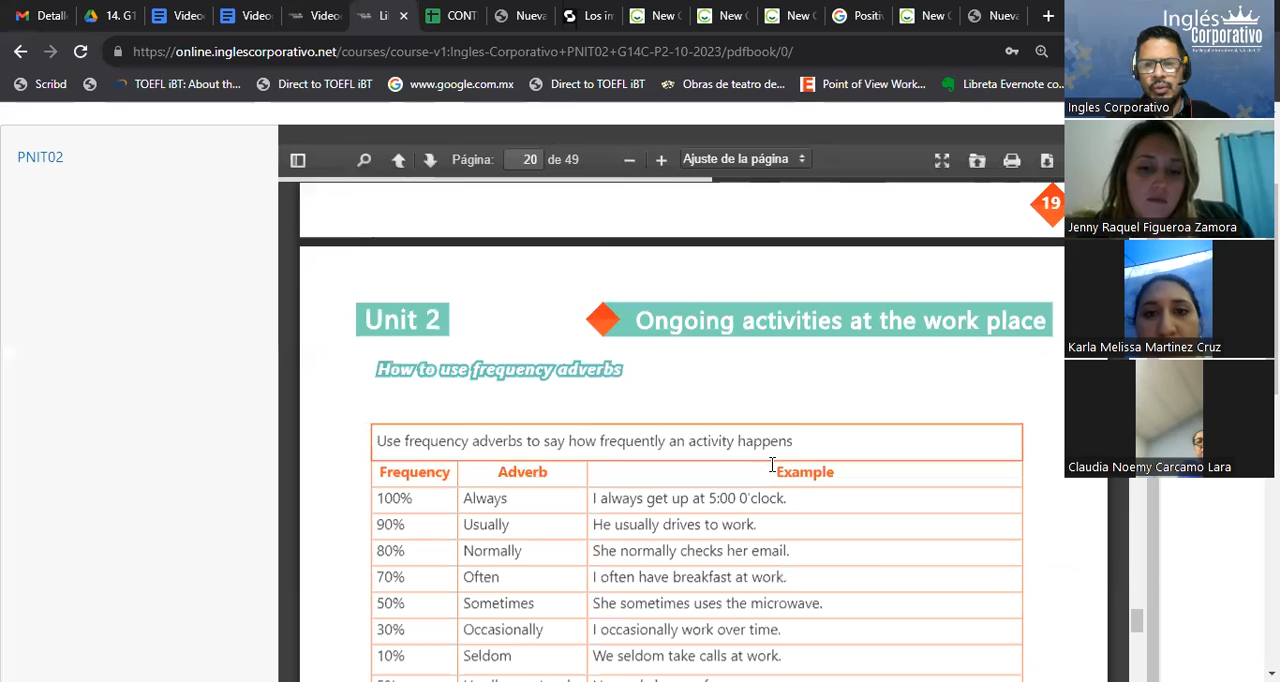 Detall
14. G1
Video
Video
Video
Li
CONT
Nueva
Los in
New C
New C
New C
Positi
New C
Nueva
https://online.inglescorporativo.net/courses/course-v1:Ingles-Corporativo+PNIT02+G14C-P2-10-2023/pdfbook/0/
Scribd
TOEFL iBT: About th...
Direct to TOEFL iBT
www.google.com.mx
Direct to TOEFL iBT
Obras de teatro de...
Point of View Work...
Libreta Evernote co...
PNIT02
Página: 20 de 49
Ajuste de la página
19
Unit 2
Ongoing activities at the work place
How to use frequency adverbs
Use frequency adverbs to say how frequently an activity happens
Frequency Adverb Example
100% Always I always get up at 5:00 0'clock.
90% Usually He usually drives to work.
80% Normally She normally checks her email.
70% Often I often have breakfast at work.
50% Sometimes She sometimes uses the microwave.
30% Occasionally I occasionally work over time.
10% Seldom We seldom take calls at work.
Inglés
Corporativo
Ingles Corporativo
Jenny Raquel Figueroa Zamora
Karla Melissa Martinez Cruz
Claudia Noemy Carcamo Lara